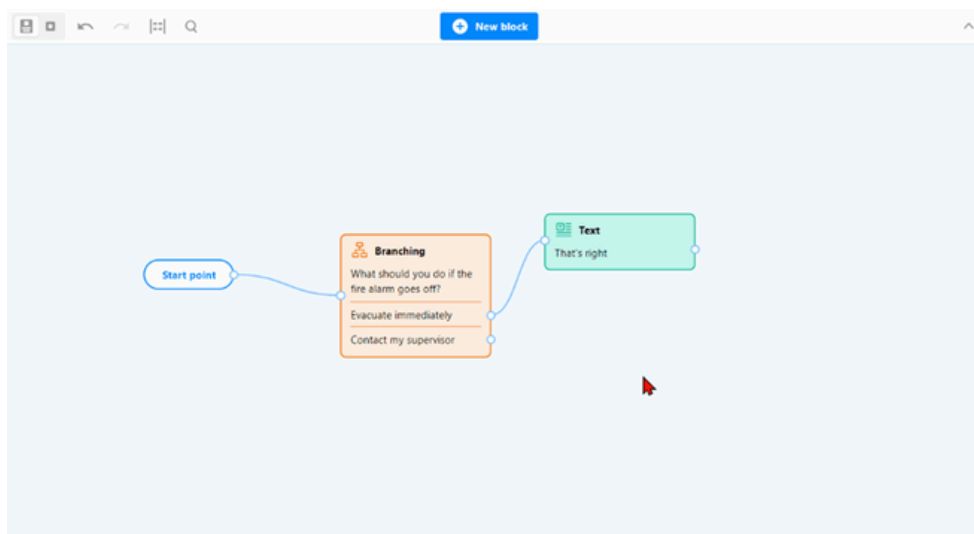 New block
Start point
Branching
What should you do if the
fire alarm goes off?
Evacuate immediately
Contact my supervisor
Text
That's right